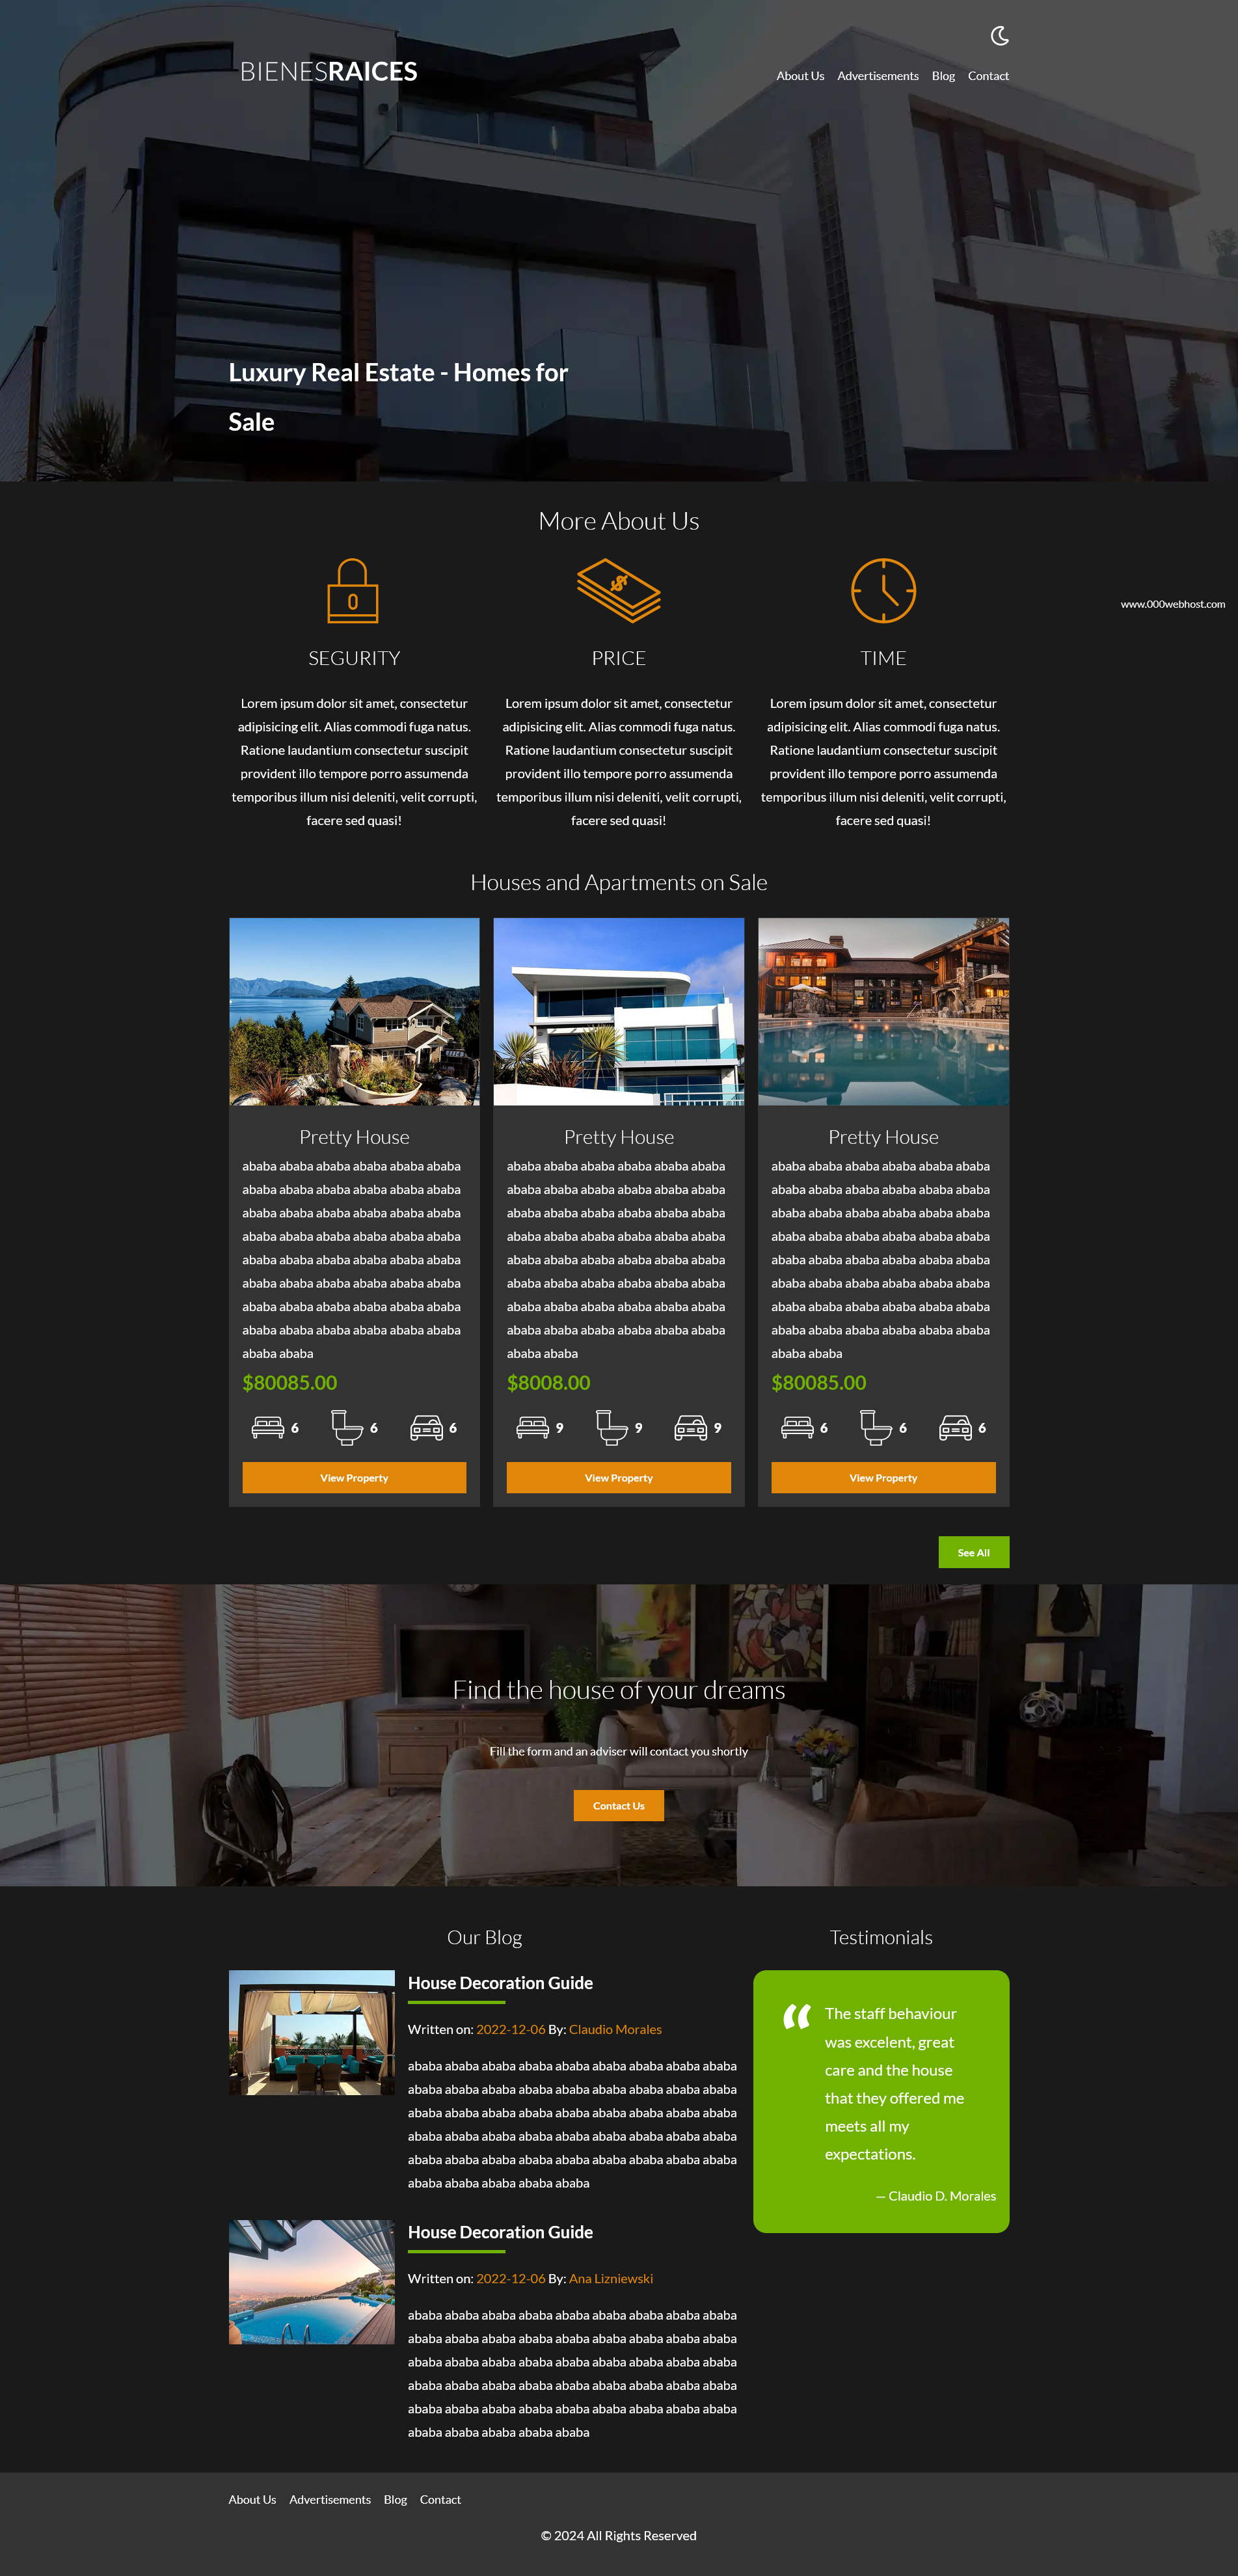 BIENESRAICES
About Us Advertisements Blog Contact
Luxury Real Estate - Homes for
Sale
More About Us
www.000webhost.com
SEGURITY
Lorem ipsum dolor sit amet, consectetur
adipisicing elit. Alias commodi fuga natus.
Ratione laudantium consectetur suscipit
provident illo tempore porro assumenda
temporibus illum nisi deleniti, velit corrupti,
facere sed quasi!
PRICE
Lorem ipsum dolor sit amet, consectetur
adipisicing elit. Alias commodi fuga natus.
Ratione laudantium consectetur suscipit
provident illo tempore porro assumenda
temporibus illum nisi deleniti, velit corrupti,
facere sed quasi!
TIME
Lorem ipsum dolor sit amet, consectetur
adipisicing elit. Alias commodi fuga natus.
Ratione laudantium consectetur suscipit
provident illo tempore porro assumenda
temporibus illum nisi deleniti, velit corrupti,
facere sed quasi!
Houses and Apartments on Sale
Pretty House
ababa ababa ababa ababa ababa ababa
ababa ababa ababa ababa ababa ababa
ababa ababa ababa ababa ababa ababa
ababa ababa ababa ababa ababa ababa
ababa ababa ababa ababa ababa ababa
ababa ababa ababa ababa ababa ababa
ababa ababa ababa ababa ababa ababa
ababa ababa ababa ababa ababa ababa
ababa ababa
$80085.00
6 6 6
View Property
Pretty House
ababa ababa ababa ababa ababa ababa
ababa ababa ababa ababa ababa ababa
ababa ababa ababa ababa ababa ababa
ababa ababa ababa ababa ababa ababa
ababa ababa ababa ababa ababa ababa
ababa ababa ababa ababa ababa ababa
ababa ababa ababa ababa ababa ababa
ababa ababa ababa ababa ababa ababa
ababa ababa
$8008.00
9 9 9
View Property
Pretty House
ababa ababa ababa ababa ababa ababa
ababa ababa ababa ababa ababa ababa
ababa ababa ababa ababa ababa ababa
ababa ababa ababa ababa ababa ababa
ababa ababa ababa ababa ababa ababa
ababa ababa ababa ababa ababa ababa
ababa ababa ababa ababa ababa ababa
ababa ababa ababa ababa ababa ababa
ababa ababa
$80085.00
6 6 6
View Property
See All
Find the house of your dreams
Fill the form and an adviser will contact you shortly
Contact Us
Our Blog
House Decoration Guide
Written on: 2022-12-06 By: Claudio Morales
ababa ababa ababa ababa ababa ababa ababa ababa ababa
ababa ababa ababa ababa ababa ababa ababa ababa ababa
ababa ababa ababa ababa ababa ababa ababa ababa ababa
ababa ababa ababa ababa ababa ababa ababa ababa ababa
ababa ababa ababa ababa ababa ababa ababa ababa ababa
ababa ababa ababa ababa ababa
House Decoration Guide
Written on: 2022-12-06 By: Ana Lizniewski
ababa ababa ababa ababa ababa ababa ababa ababa ababa
ababa ababa ababa ababa ababa ababa ababa ababa ababa
ababa ababa ababa ababa ababa ababa ababa ababa ababa
ababa ababa ababa ababa ababa ababa ababa ababa ababa
ababa ababa ababa ababa ababa ababa ababa ababa ababa
ababa ababa ababa ababa ababa
Testimonials
“ The staff behaviour
was excelent, great
care and the house
that they offered me
meets all my
expectations.
— Claudio D. Morales
About Us Advertisements Blog Contact
© 2024 All Rights Reserved